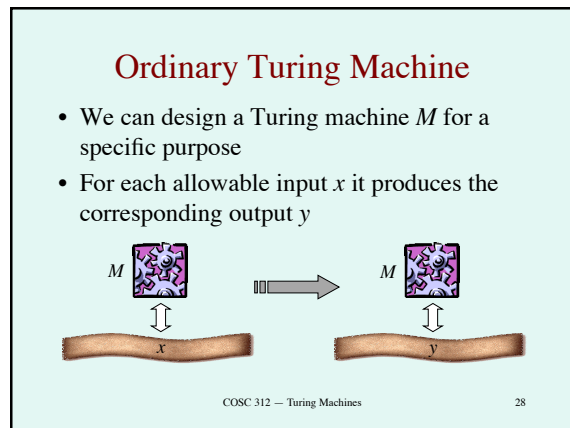 Ordinary Turing Machine
• We can design a Turing machine M for a
specific purpose
• For each allowable input x it produces the
corresponding output y
M
M
x
y
COSC 312 — Turing Machines 28